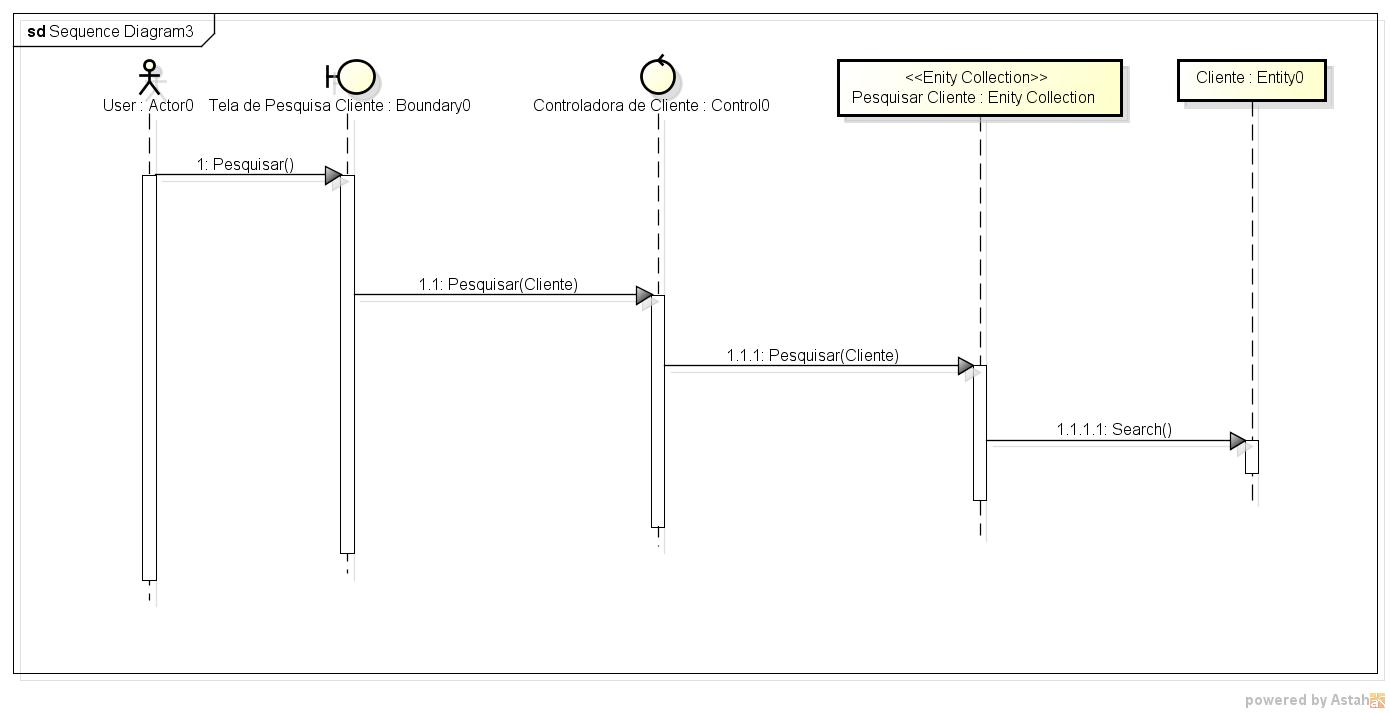 sd Sequence Diagram3
User : Actor0
Tela de Pesquisa Cliente : Boundary0
Controladora de Cliente : Control0
<<Enity Collection>>
Pesquisar Cliente : Enity Collection
Cliente : Entity0
1: Pesquisar()
1.1: Pesquisar(Cliente)
1.1.1: Pesquisar(Cliente)
1.1.1.1: Search()
powered by Astah